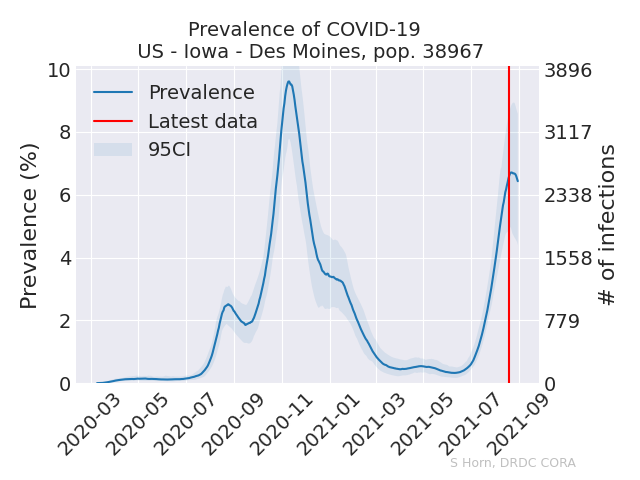 Prevalence of COVID-19
US - Iowa - Des Moines, pop. 38967
Prevalence
Latest data
95CI
Prevalence (%)
10
8
6
4
2
0
# of infections
3896
3117
2338
1558
779
0
2020-03
2020-05
2020-07
2020-09
2020-11
2021-01
2021-03
2021-05
2021-07
2021-09
S Horn, DRDC CORA